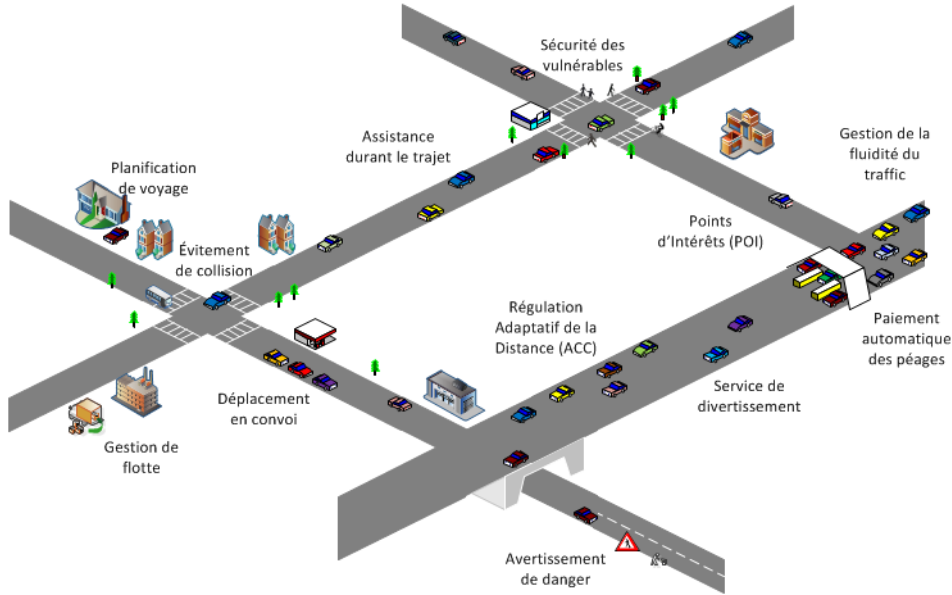 Sécurité des
vulnérables
Assistance
durant le trajet
Gestion de la
fluidité du
traffic
Planification
de voyage
Points
d'Intérêts (POI)
Évitement
de collision
Régulation
Adaptatif de la
Distance (ACC)
Paiement
automatique
des péages
Service de
divertissement
Déplacement
en convoi
Gestion de
flotte
Avertissement
de danger